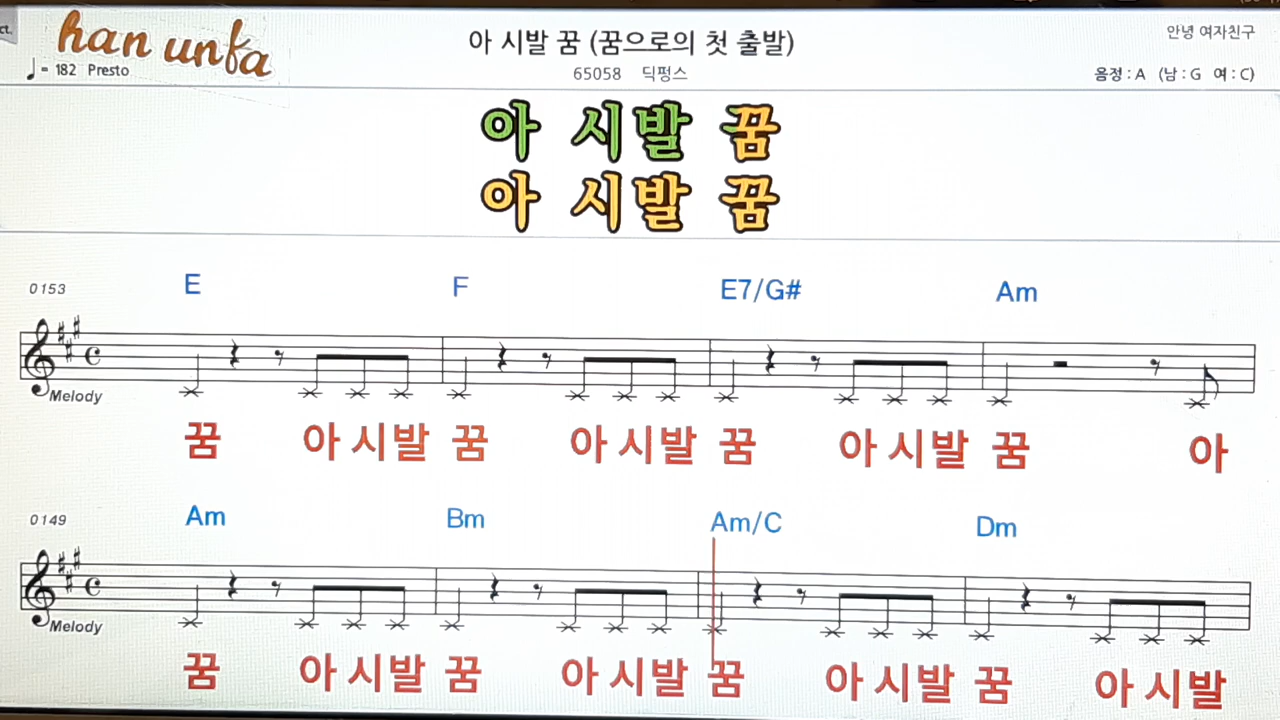 ct.
han unfa
아 시발 꿈 (꿈으로의 첫 출발)
안녕 여자친구
♩= 182 Presto
65058 딕펑스
음정 : A (남 : G 여 : C)
아 시발 꿈
아 시발 꿈
0153
E F E7/G# Am
Melody
꿈 아 시발 꿈 아 시발 꿈 아 시발 꿈 아
0149
Am Bm Am/C Dm
Melody
꿈 아 시발 꿈 아 시발 꿈 아 시발 꿈 아 시발